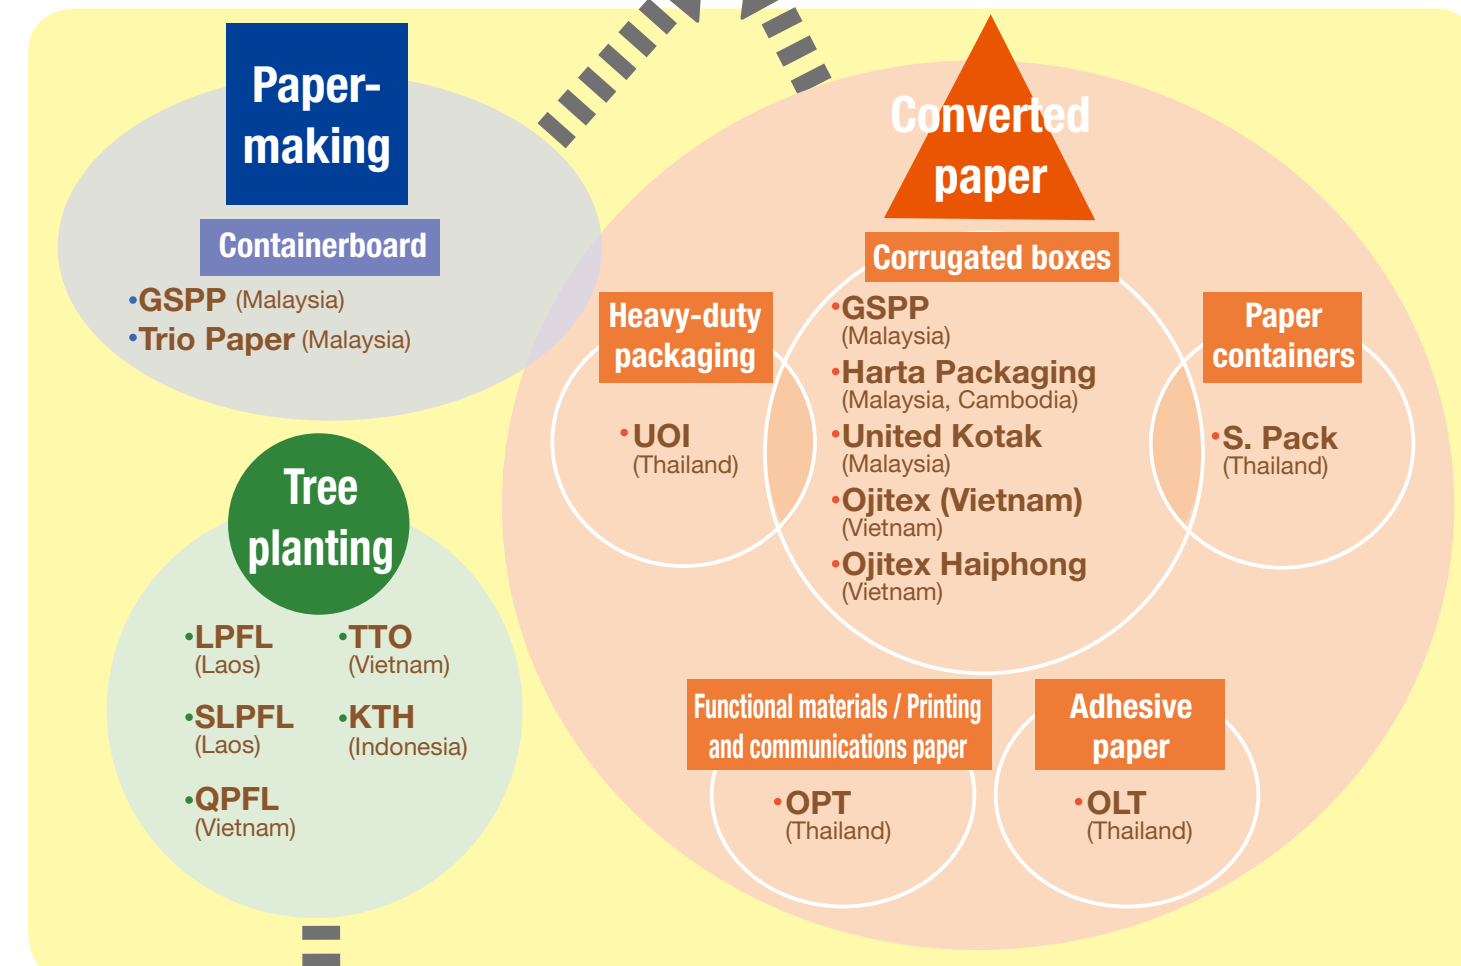 Paper-
making
Containerboard
•GSPP (Malaysia)
•Trio Paper (Malaysia)
Tree
planting
•LPFL
(Laos)
•SLPFL
(Laos)
•QPFL
(Vietnam)
•TTO
(Vietnam)
•KTH
(Indonesia)
Converted
paper
Corrugated boxes
•GSPP
(Malaysia)
•Harta Packaging
(Malaysia, Cambodia)
•United Kotak
(Malaysia)
•Ojitex (Vietnam)
(Vietnam)
•Ojitex Haiphong
(Vietnam)
Heavy-duty
packaging
•UOI
(Thailand)
Paper
containers
•S. Pack
(Thailand)
Functional materials / Printing
and communications paper
•OPT
(Thailand)
Adhesive
paper
•OLT
(Thailand)